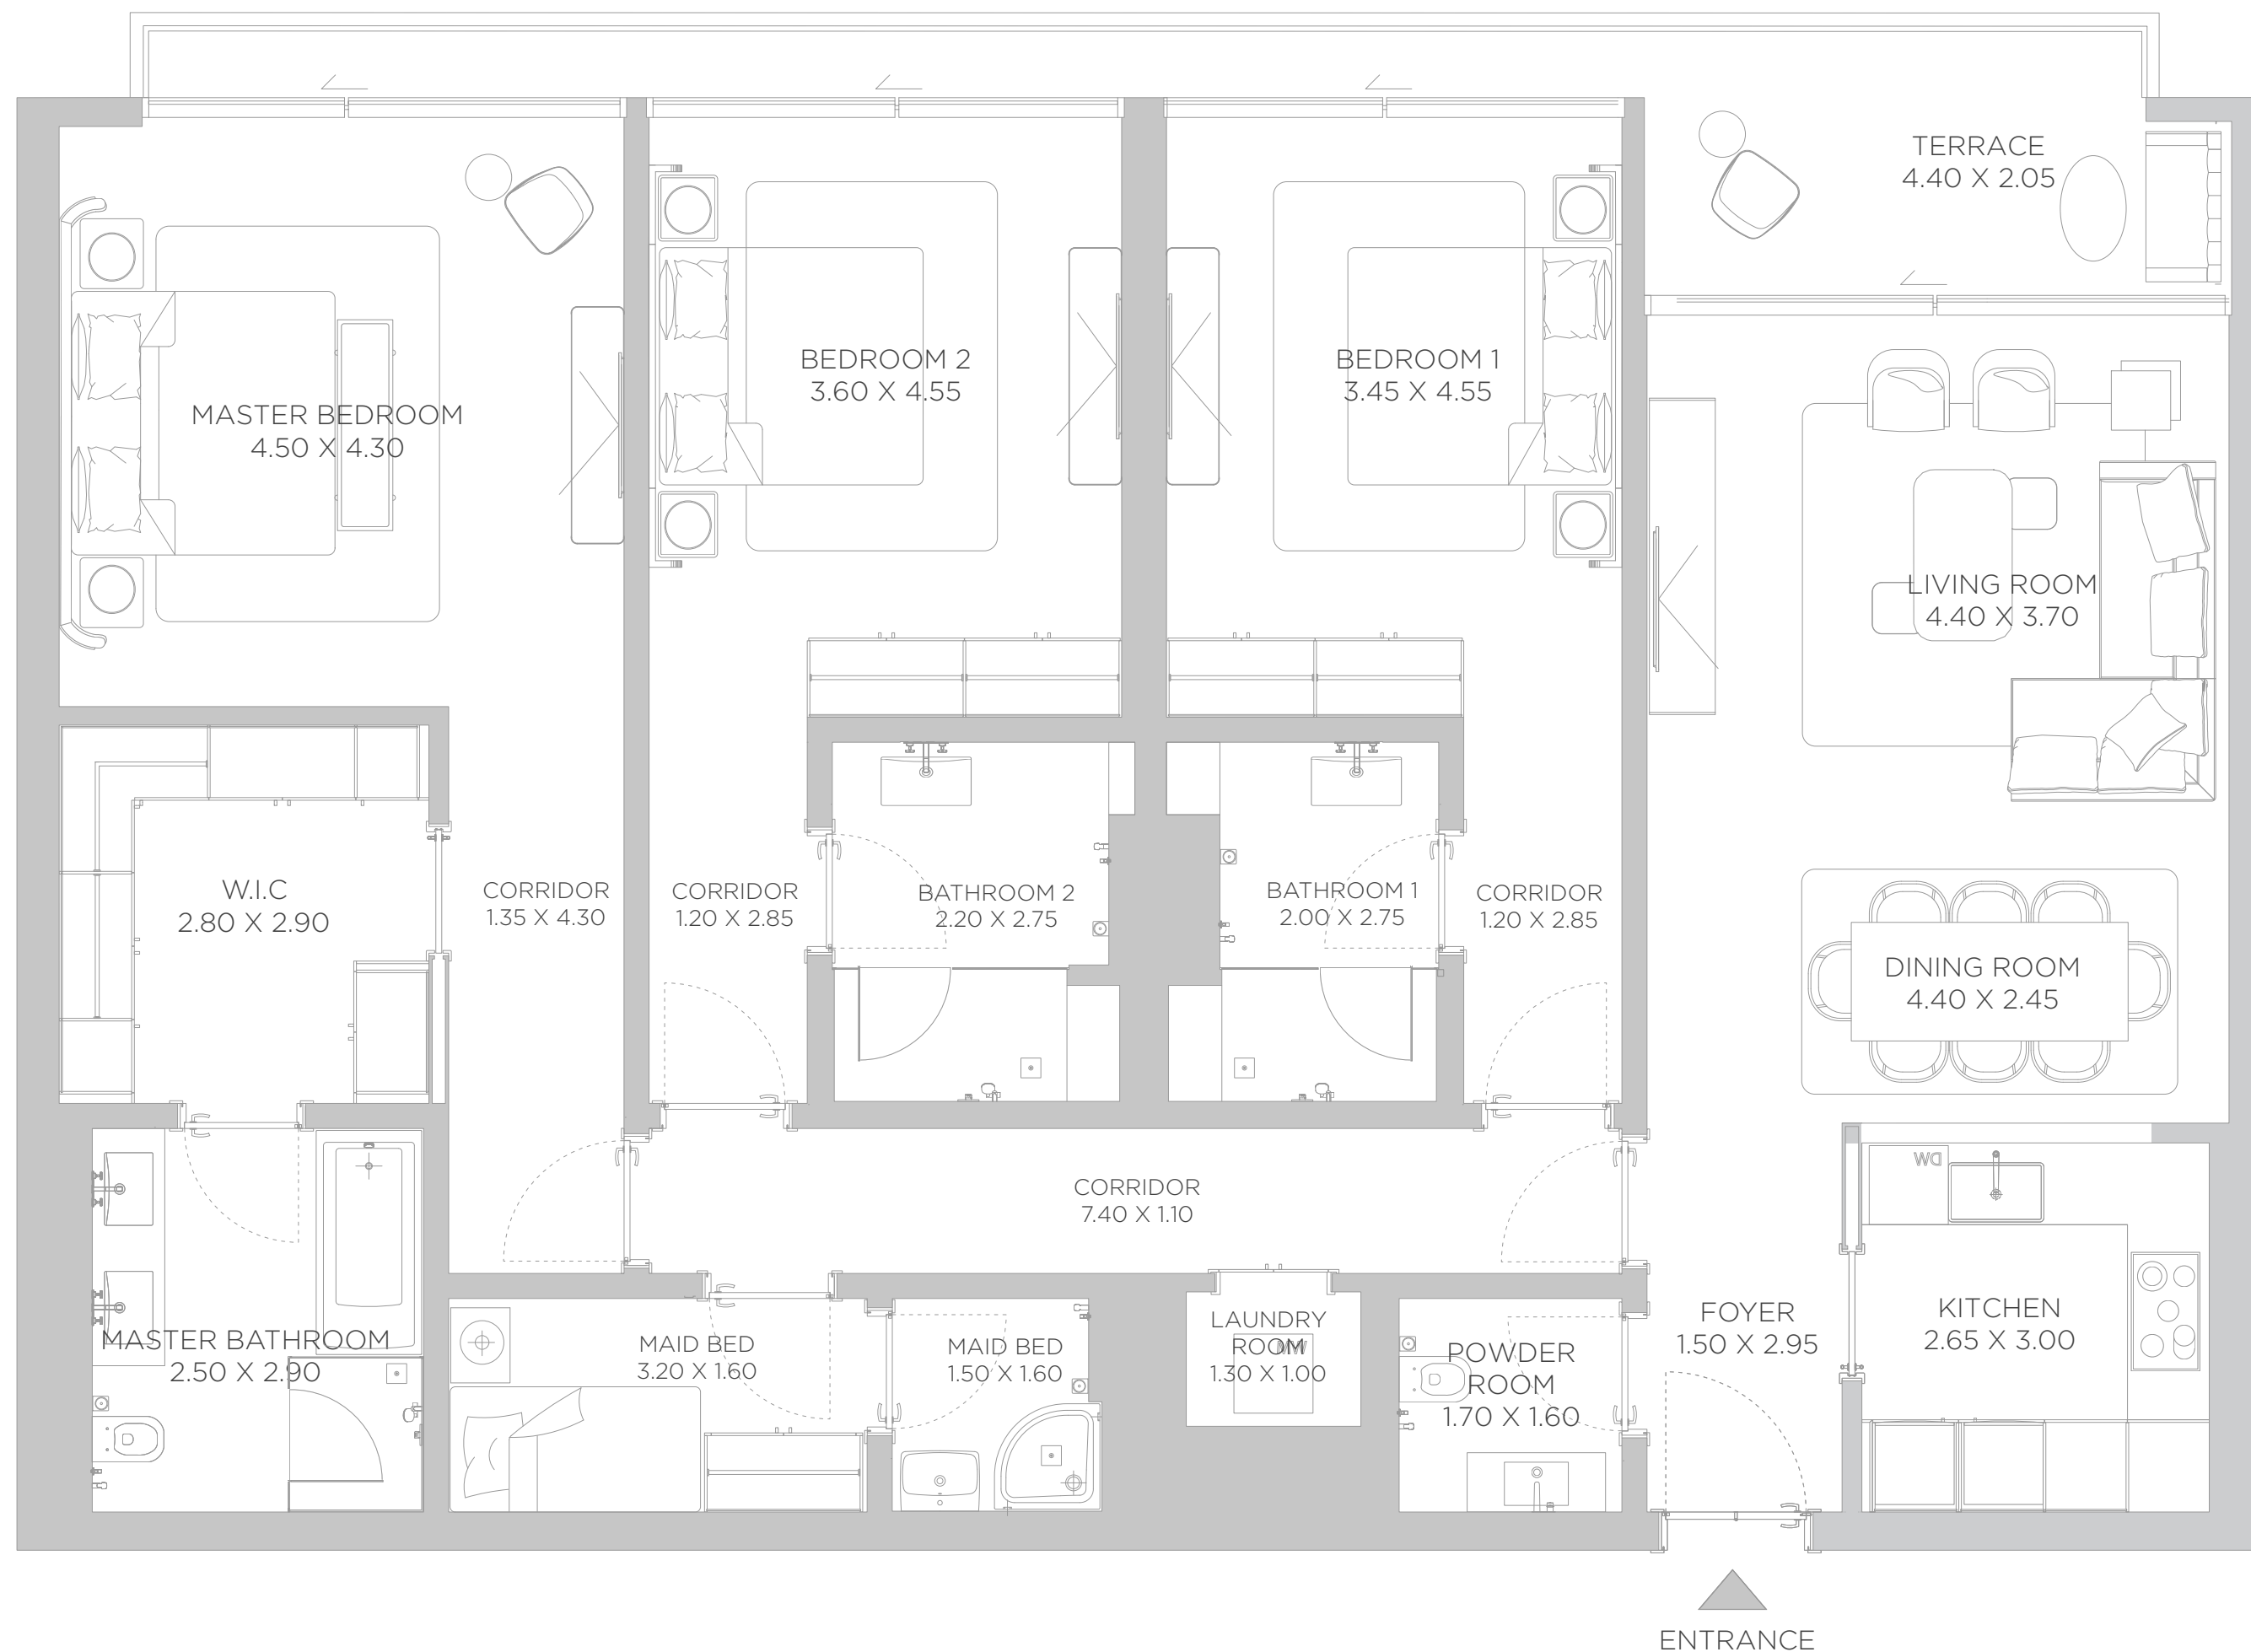 TERRACE
4.40 X 2.05
BEDROOM 2
3.60 X 4.55
BEDROOM 1
3.45 X 4.55
MASTER BEDROOM
4.50 X 4.30
LIVING ROOM
4.40 X 3.70
W.I.C
2.80 X 2.90
CORRIDOR
1.35 X 4.30
CORRIDOR
1.20 X 2.85
BATHROOM 2
2.20 X 2.75
BATHROOM 1
2.00 X 2.75
CORRIDOR
1.20 X 2.85
DINING ROOM
4.40 X 2.45
DW
CORRIDOR
7.40 X 1.10
MASTER BATHROOM
2.50 X 2.90
MAID BED
3.20 X 1.60
MAID BED
1.50 X 1.60
LAUNDRY
ROOM
1.30 X 1.00
WM
POWDER
ROOM
1.70 X 1.60
FOYER
1.50 X 2.95
KITCHEN
2.65 X 3.00
ENTRANCE